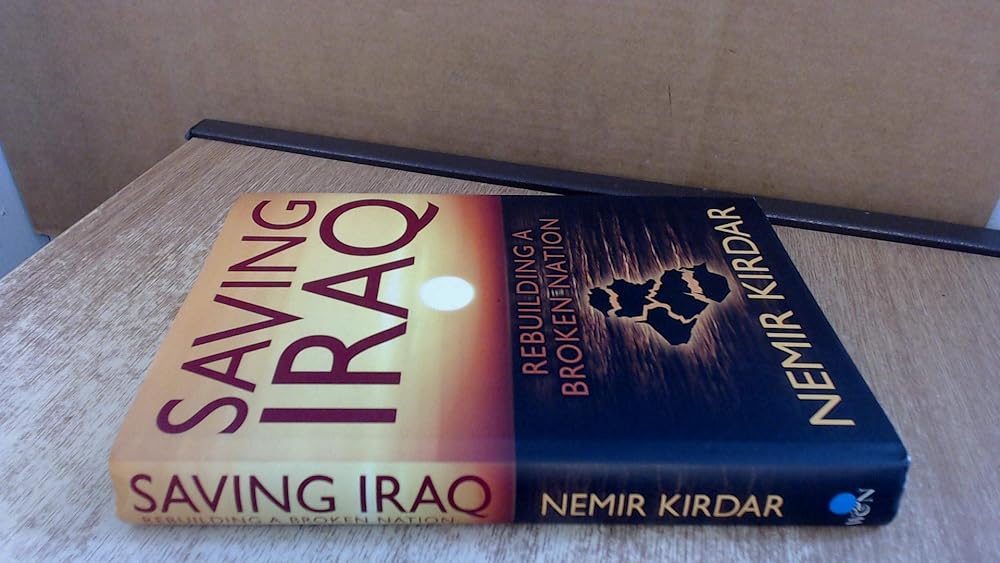 SAVING
IRAQ
REBUILDING A
BROKEN NATION
NEMIR KIRDAR
SAVING IRAQ
REBUILDING A BROKEN NATION
NEMIR KIRDAR
W&N